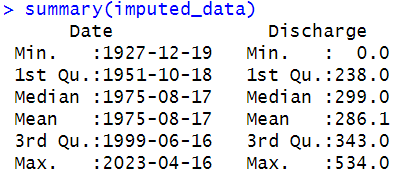 > summary(imputed_data)
Date Discharge
Min. :1927-12-19 Min. : 0.0
1st Qu.:1951-10-18 1st Qu.:238.0
Median :1975-08-17 Median :299.0
Mean :1975-08-17 Mean :286.1
3rd Qu.:1999-06-16 3rd Qu.:343.0
Max. :2023-04-16 Max. :534.0